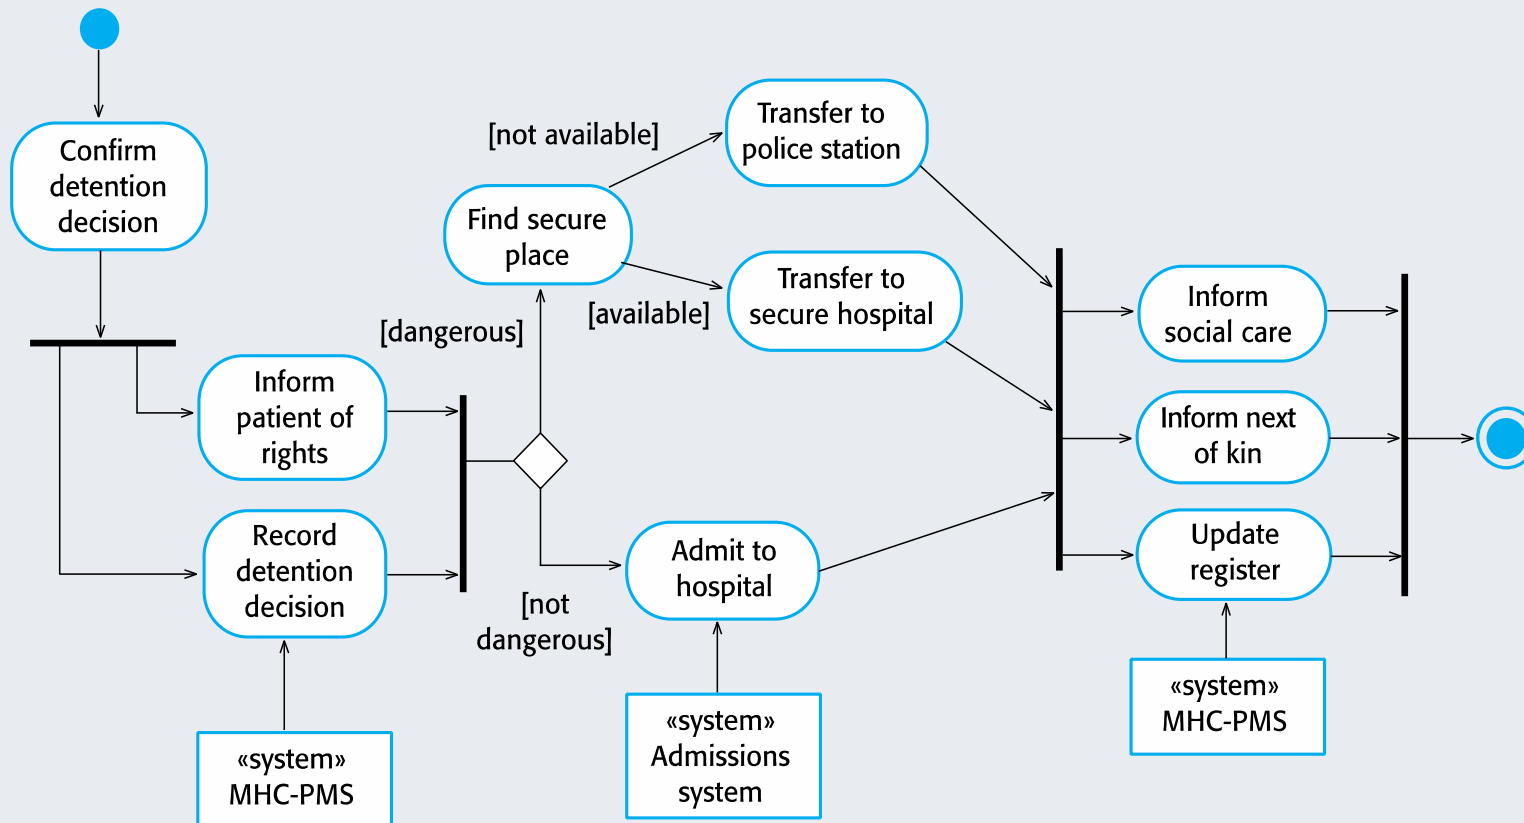 Confirm
detention
decision
Inform
patient of
rights
Record
detention
decision
«system»
MHC-PMS
[dangerous]
[not
dangerous]
Find secure
place
[not available]
[available]
Transfer to
police station
Transfer to
secure hospital
Admit to
hospital
«system»
Admissions
system
Inform
social care
Inform next
of kin
Update
register
«system»
MHC-PMS